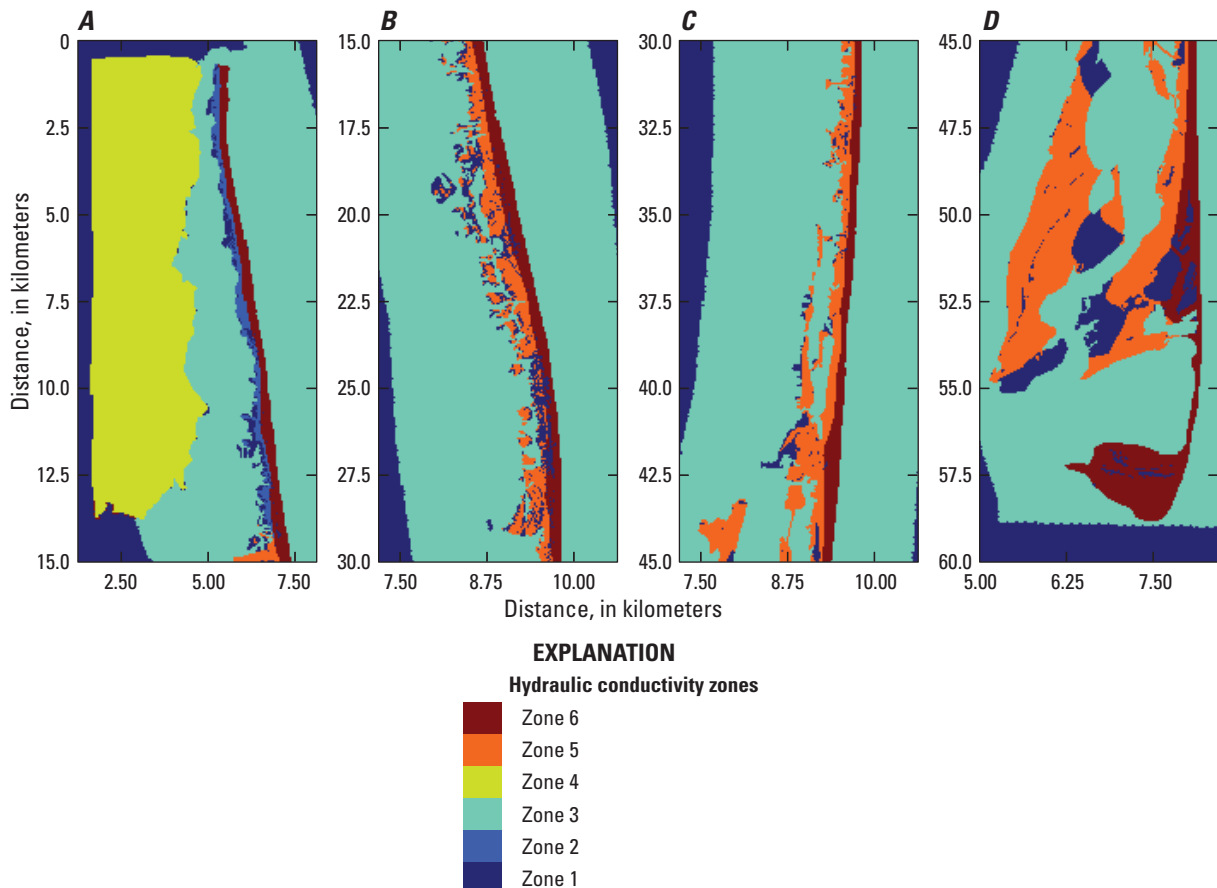 A B C D
0 15.0 30.0 45.0
2.5 17.5 32.5 47.5
5.0 20.0 35.0 50.0
7.5 22.5 37.5 52.5
10.0 25.0 40.0 55.0
12.5 27.5 42.5 57.5
15.0 30.0 45.0 60.0
2.50 5.00 7.50 7.50 8.75 10.00 7.50 8.75 10.00 5.00 6.25 7.50
Distance, in kilometers
Distance, in kilometers
EXPLANATION
Hydraulic conductivity zones
Zone 6
Zone 5
Zone 4
Zone 3
Zone 2
Zone 1